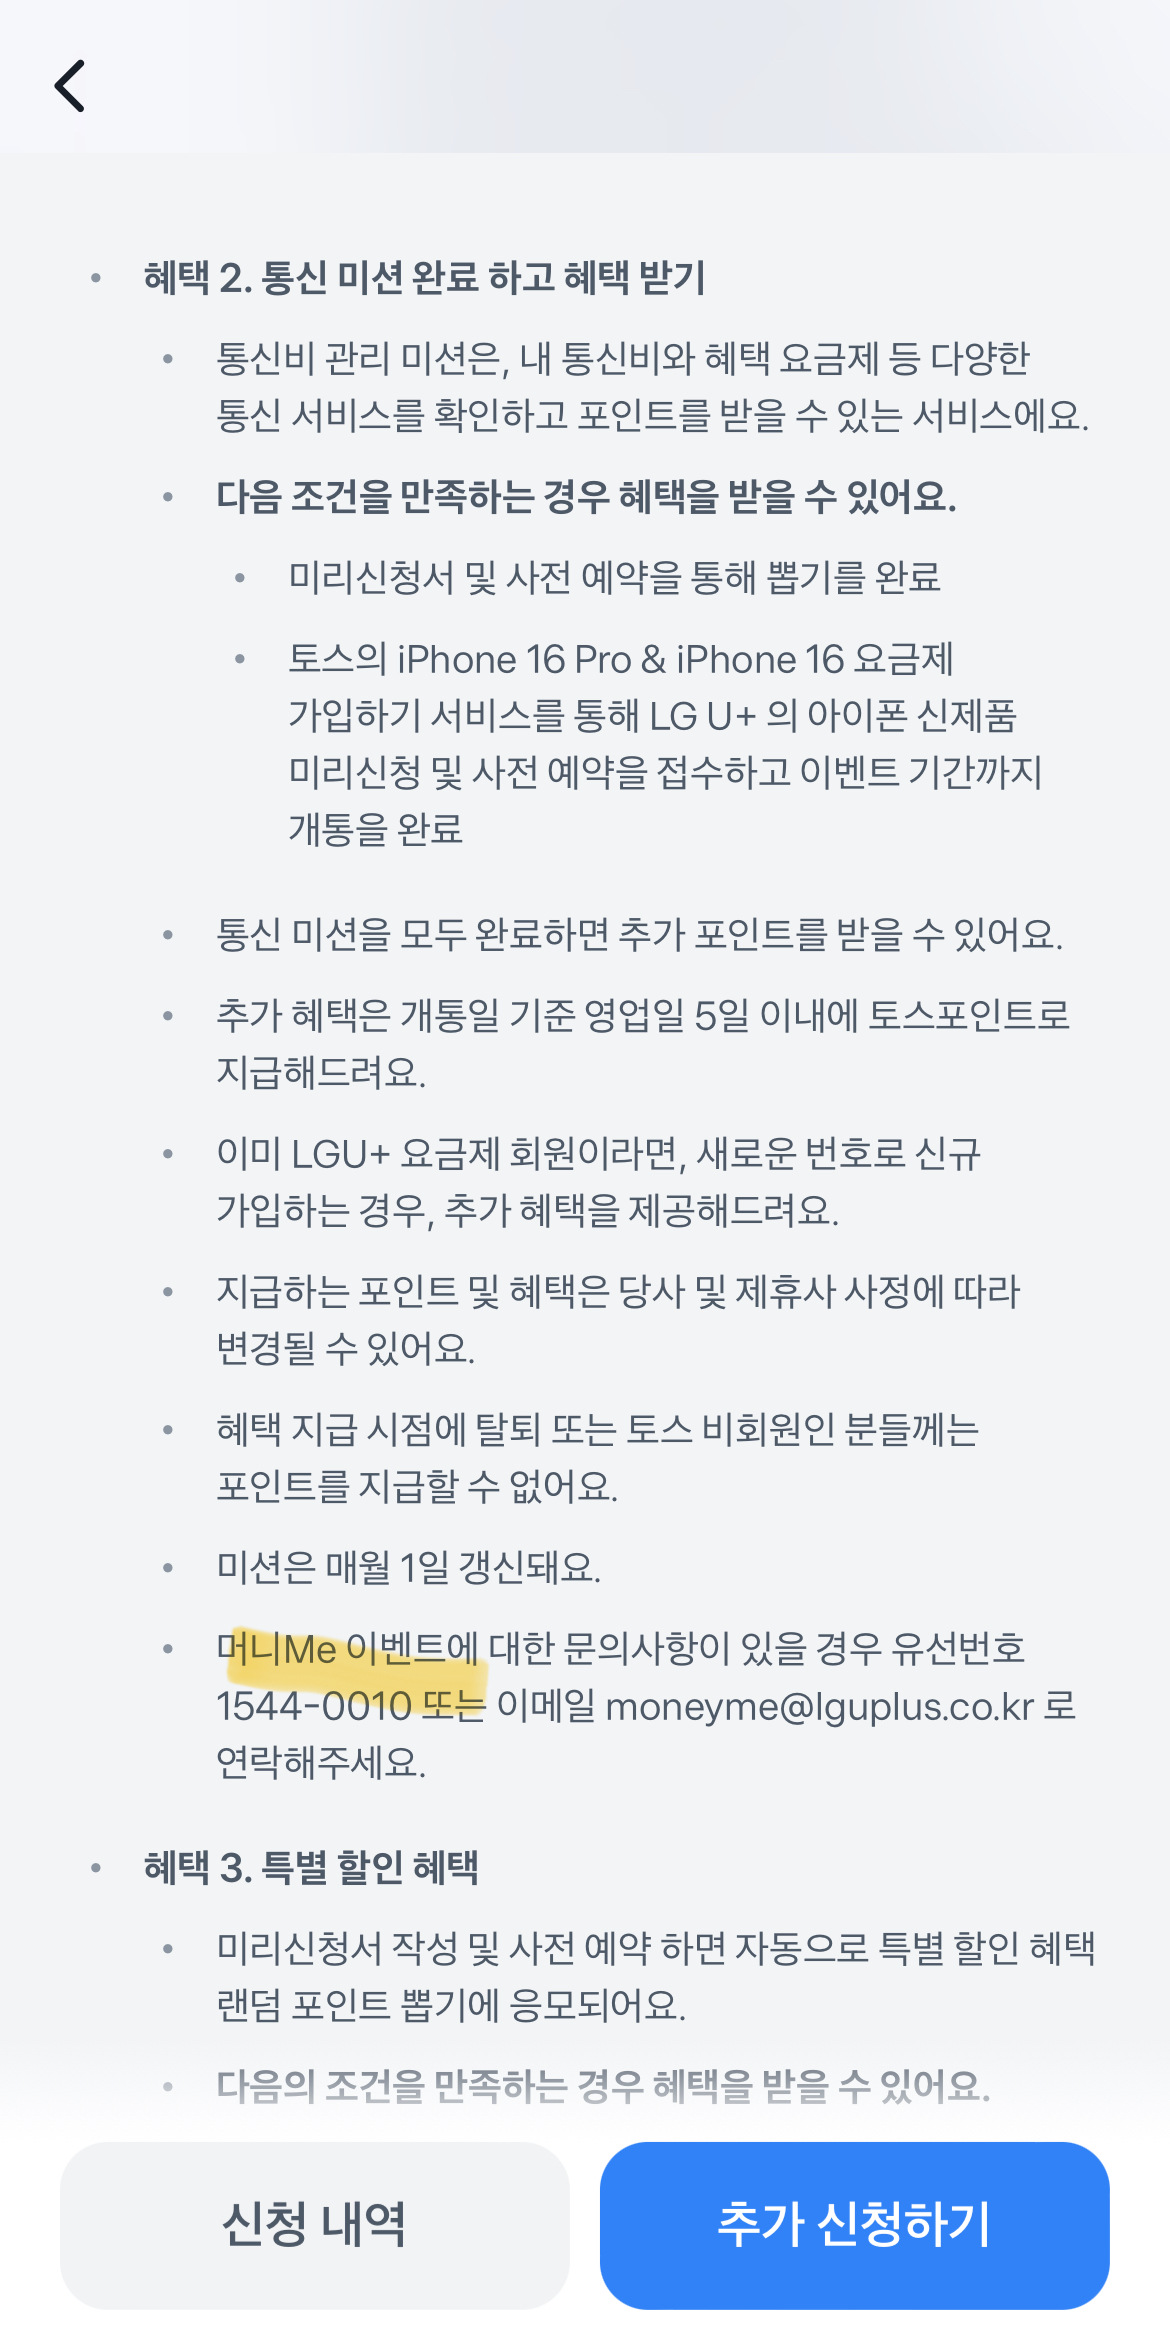 혜택 2. 통신 미션 완료 하고 혜택 받기
통신비 관리 미션은, 내 통신비와 혜택 요금제 등 다양한
통신 서비스를 확인하고 포인트를 받을 수 있는 서비스에요.
다음 조건을 만족하는 경우 혜택을 받을 수 있어요.
미리신청서 및 사전 예약을 통해 뽑기를 완료
토스의 iPhone 16 Pro & iPhone 16 요금제
가입하기 서비스를 통해 LG U+ 의 아이폰 신제품
미리신청 및 사전 예약을 접수하고 이벤트 기간까지
개통을 완료
통신 미션을 모두 완료하면 추가 포인트를 받을 수 있어요.
추가 혜택은 개통일 기준 영업일 5일 이내에 토스포인트로
지급해드려요.
이미 LGU+ 요금제 회원이라면, 새로운 번호로 신규
가입하는 경우, 추가 혜택을 제공해드려요.
지급하는 포인트 및 혜택은 당사 및 제휴사 사정에 따라
변경될 수 있어요.
혜택 지급 시점에 탈퇴 또는 토스 비회원인 분들께는
포인트를 지급할 수 없어요.
미션은 매월 1일 갱신돼요.
머니Me 이벤트에 대한 문의사항이 있을 경우 유선번호
1544-0010 또는 이메일 moneyme@lguplus.co.kr 로
연락해주세요.
혜택 3. 특별 할인 혜택
미리신청서 작성 및 사전 예약 하면 자동으로 특별 할인 혜택
랜덤 포인트 뽑기에 응모되어요.
다음의 조건을 만족하는 경우 혜택을 받을 수 있어요.
신청 내역
추가 신청하기